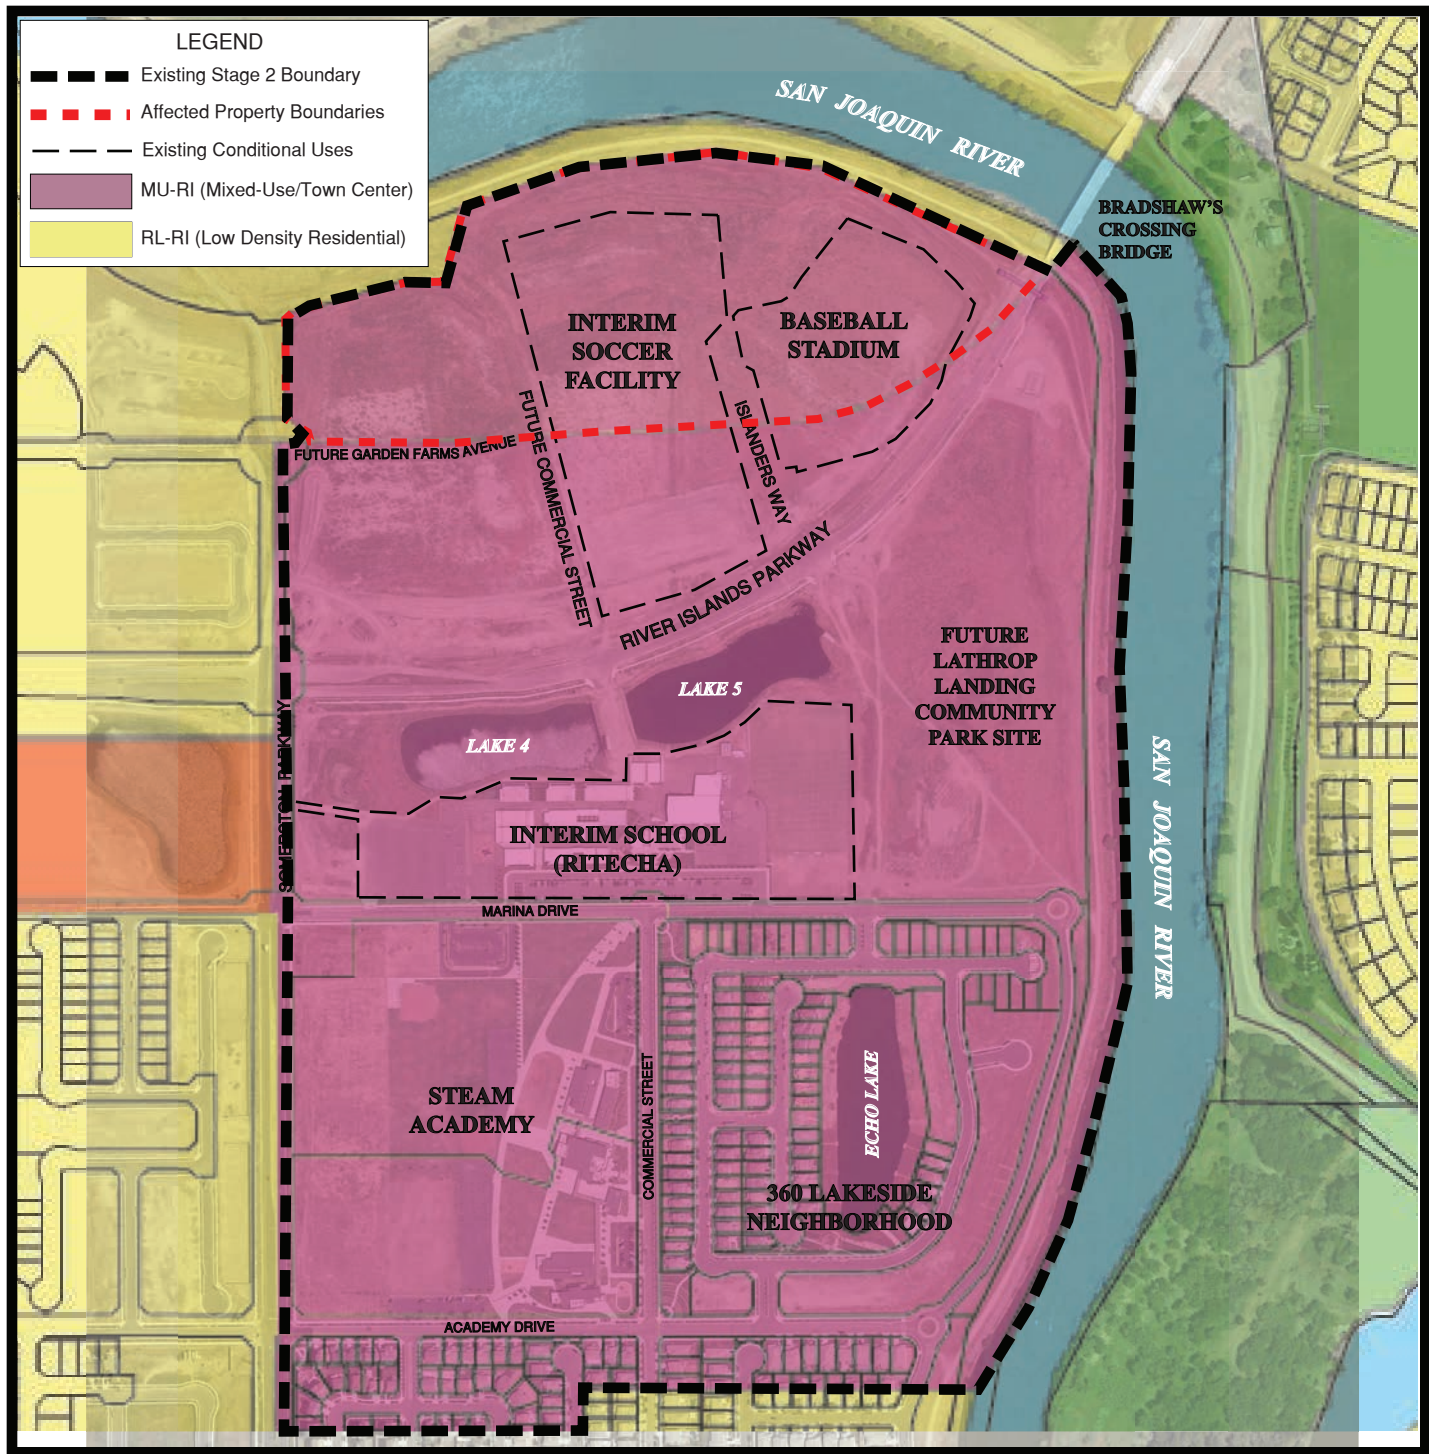 LEGEND
Existing Stage 2 Boundary
Affected Property Boundaries
Existing Conditional Uses
MU-RI (Mixed-Use/Town Center)
RL-RI (Low Density Residential)
SAN JOAQUIN RIVER
BRADSHAW'S
CROSSING
BRIDGE
INTERIM
SOCCER
FACILITY
BASEBALL
STADIUM
FUTURE GARDEN FARMS AVENUE
FUTURE COMMERCIAL STREET
ISLANDERS WAY
RIVER ISLANDS PARKWAY
FUTURE
LATHROP
LANDING
COMMUNITY
PARK SITE
LAKE 5
LAKE 4
SOMERSTON PARKWAY
INTERIM SCHOOL
(RITECHA)
SAN JOAQUIN RIVER
MARINA DRIVE
STEAM
ACADEMY
COMMERCIAL STREET
ECHO LAKE
360 LAKESIDE
NEIGHBORHOOD
ACADEMY DRIVE